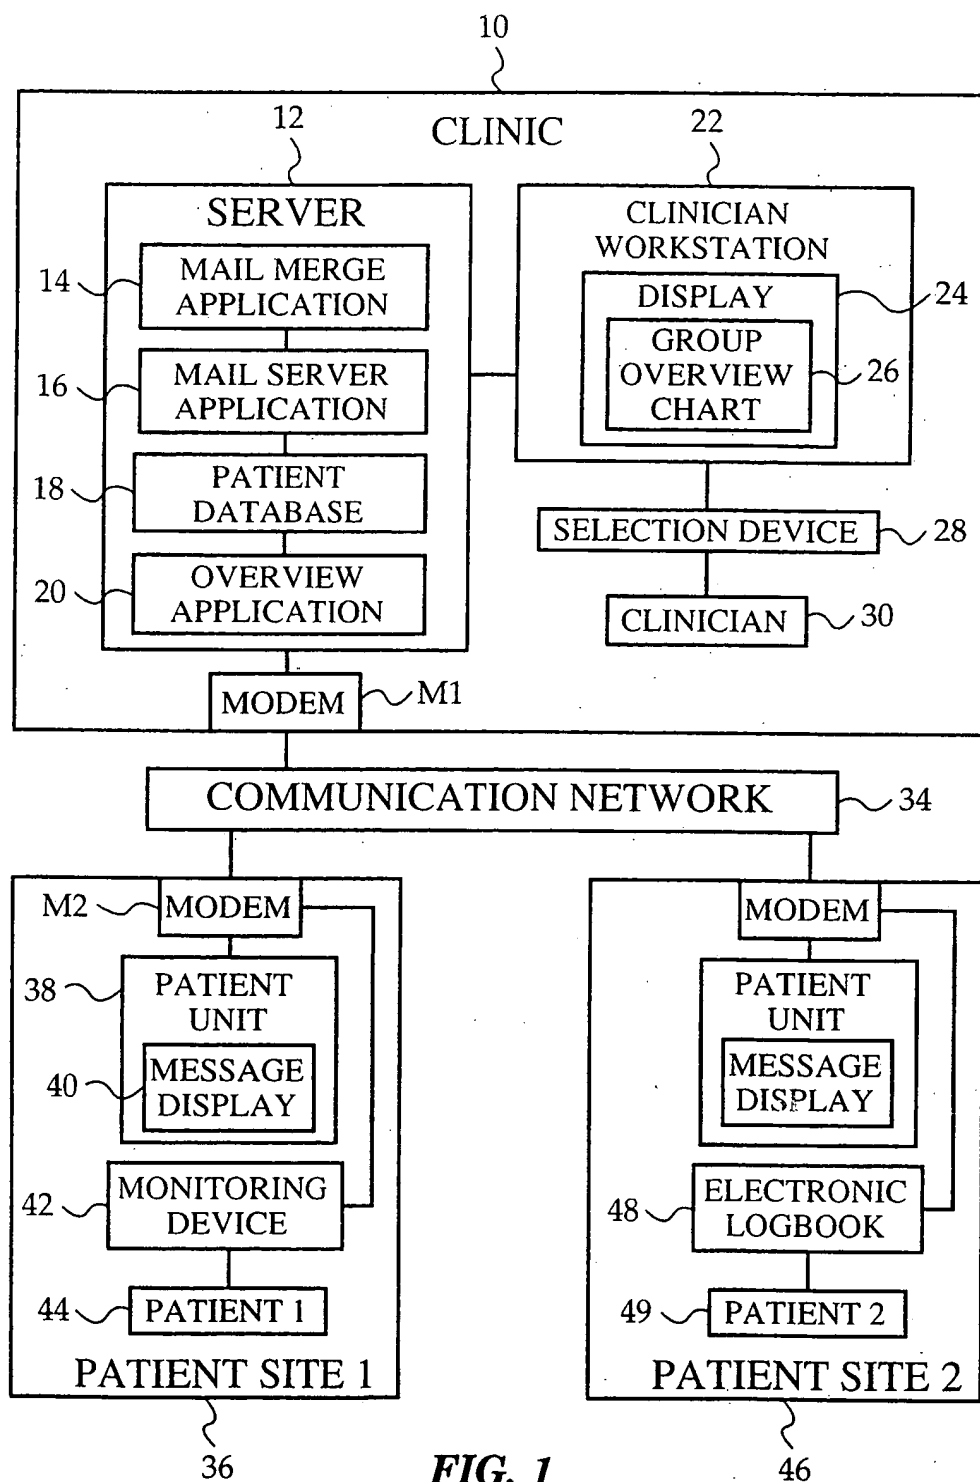 10
CLINIC
12
22
SERVER
CLINICIAN
WORKSTATION
14
MAIL MERGE
APPLICATION
DISPLAY
24
GROUP
OVERVIEW
CHART
26
16
MAIL SERVER
APPLICATION
18
PATIENT
DATABASE
SELECTION DEVICE
28
20
OVERVIEW
APPLICATION
CLINICIAN
30
MODEM
M1
COMMUNICATION NETWORK
34
M2
MODEM
38
PATIENT
UNIT
40
MESSAGE
DISPLAY
42
MONITORING
DEVICE
44
PATIENT 1
PATIENT SITE 1
36
MODEM
PATIENT
UNIT
MESSAGE
DISPLAY
48
ELECTRONIC
LOGBOOK
49
PATIENT 2
PATIENT SITE 2
46
FIG. 1